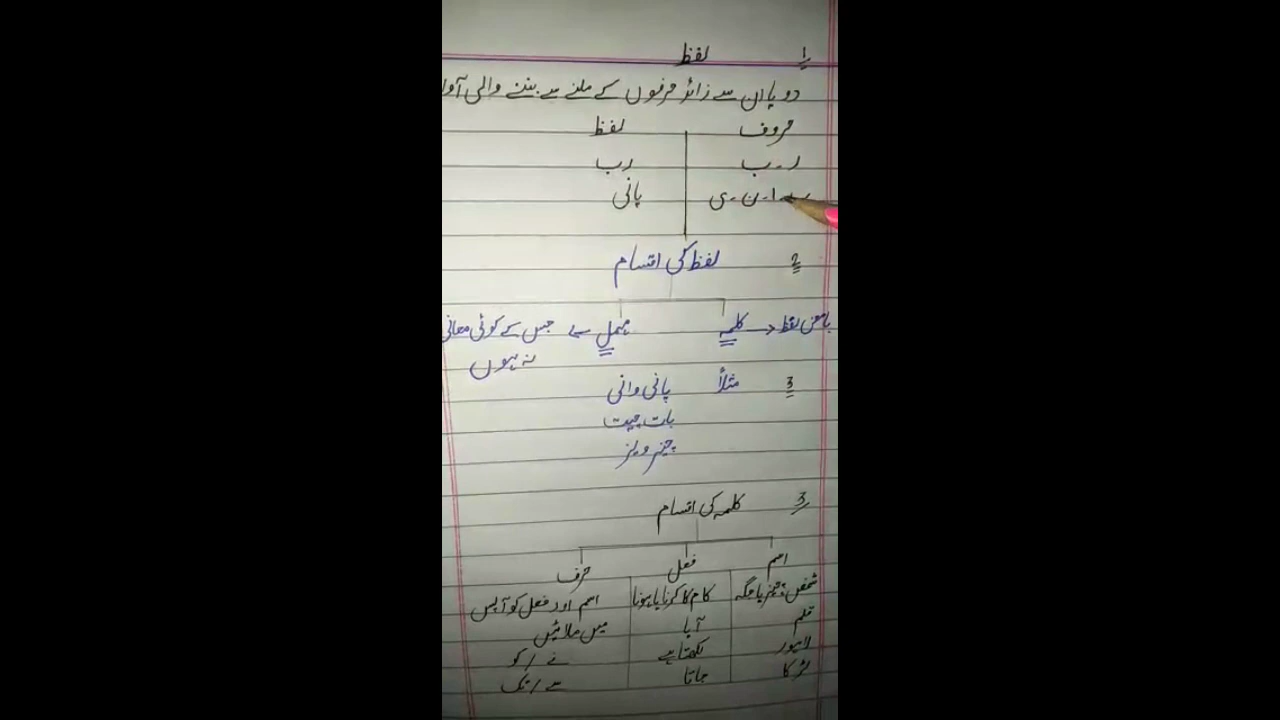 ۱ لفظ
دو یا ان سے زائد حرفوں کے ملنے سے بننے والی آوا
حروف لفظ
ر۔ب رب
پ۔ا۔ن۔ی پانی
2 لفظ کی اقسام
بامعنی لفظ کلمہ مہمل جس کے کوئی معانی
نہ ہوں
3 مثلاً پانی وانی
بات چیت
چیز ویز
3 کلمہ کی اقسام
اسم فعل حرف
شخص، چیز یا جگہ کام کا کرنا یا ہونا اسم اور فعل کو آپس
قلم آیا میں ملائیں
لاہور لکھتا ہے نے / کو
لڑکا جاتا سے / تک